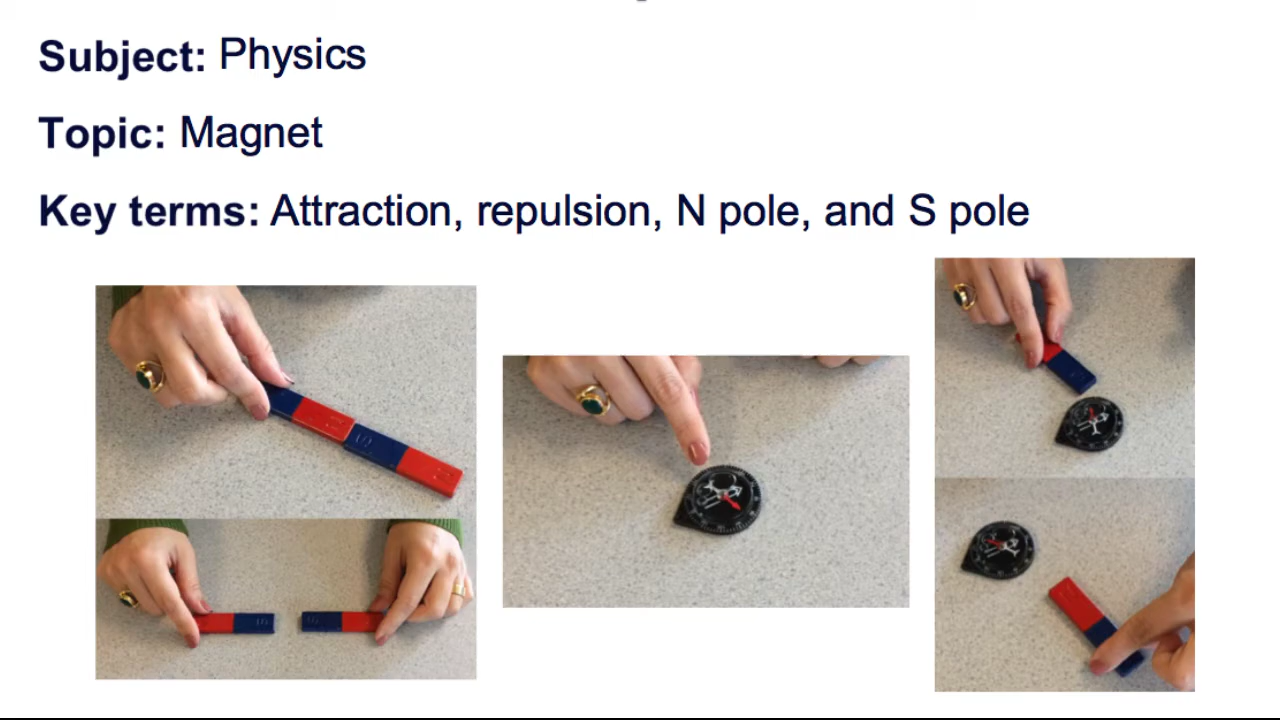 Subject: Physics
Topic: Magnet
Key terms: Attraction, repulsion, N pole, and S pole
S
S
S